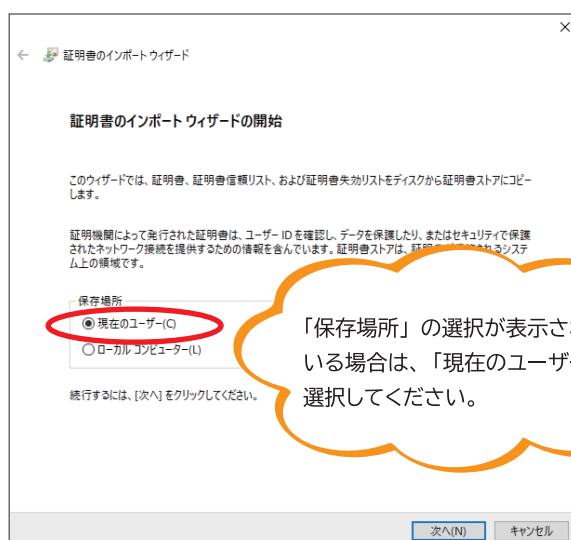 証明書のインポート ウィザード
証明書のインポート ウィザードの開始
このウィザードでは、証明書、証明書信頼リスト、および証明書失効リストをディスクから証明書ストアにコピー
します。
証明機関によって発行された証明書は、ユーザー ID を確認し、データを保護したり、またはセキュリティで保護
されたネットワーク接続を提供するための情報を含んでいます。証明書ストアは、
システ
ム上の領域です。
保存場所
現在のユーザー(C)
ローカル コンピューター(L)
「保存場所」の選択が表示さ
いる場合は、「現在のユーザ
選択してください。
続行するには、[次へ] をクリックしてください。
次へ(N)
キャンセル